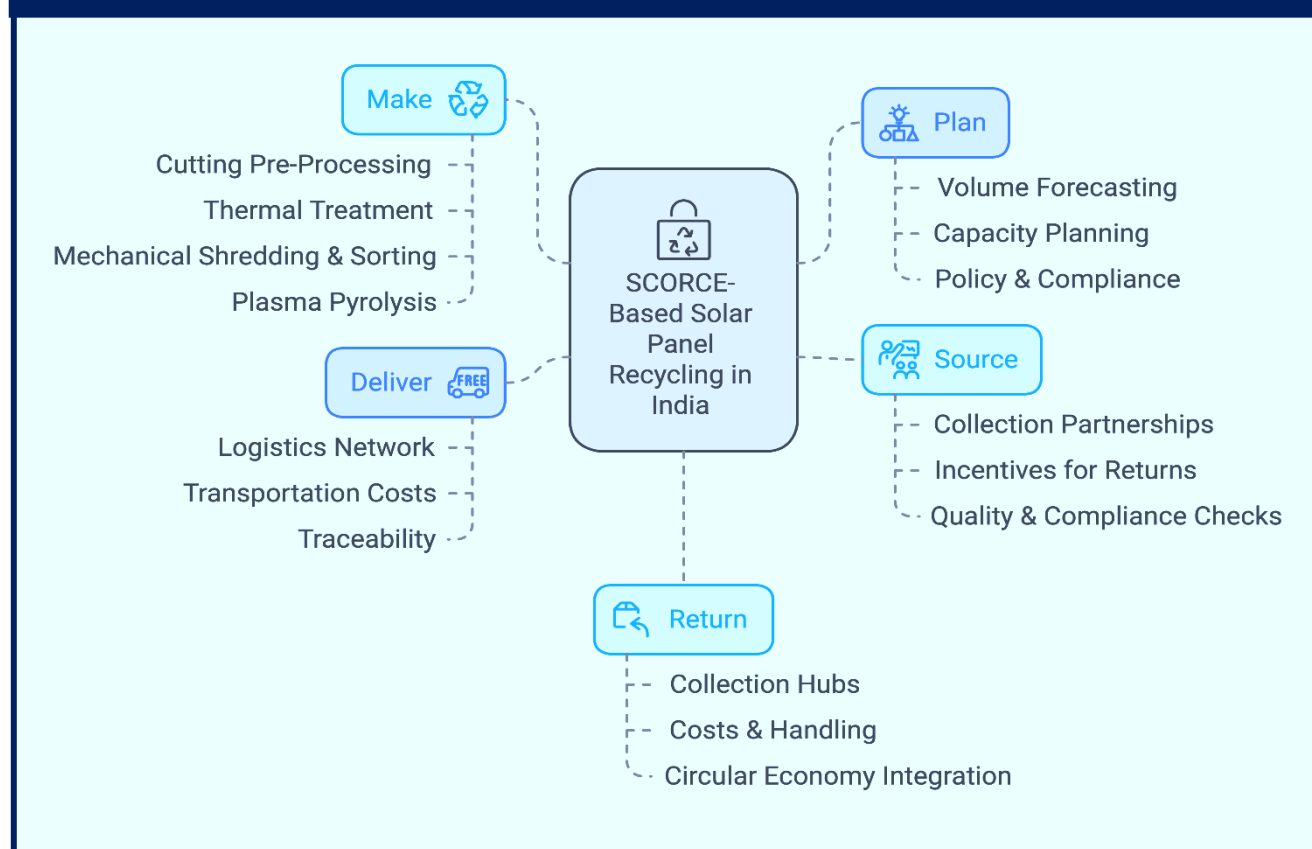 Make
Cutting Pre-Processing
Thermal Treatment
Mechanical Shredding & Sorting
Plasma Pyrolysis
Deliver
FREE
Logistics Network
Transportation Costs
Traceability
SCORCE-
Based Solar
Panel
Recycling in
India
Plan
Volume Forecasting
Capacity Planning
Policy & Compliance
Source
Collection Partnerships
Incentives for Returns
Quality & Compliance Checks
Return
Collection Hubs
Costs & Handling
Circular Economy Integration